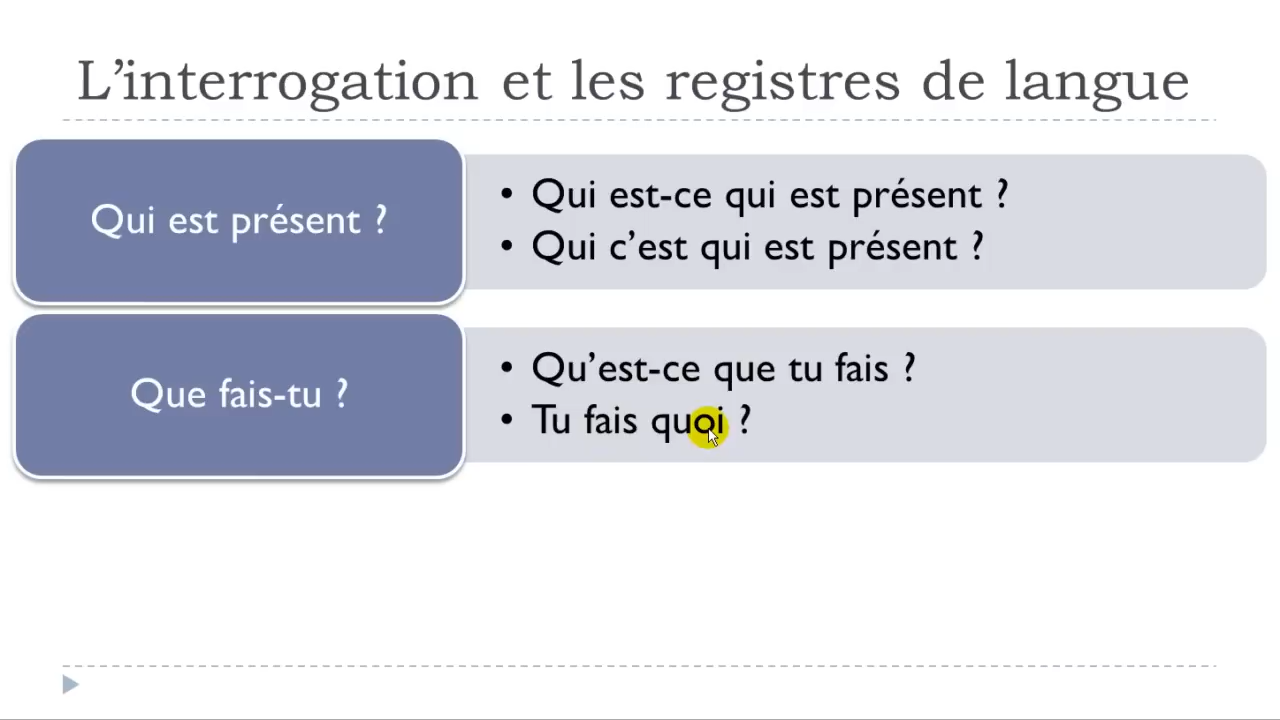 L’interrogation et les registres de langue
Qui est présent ?
• Qui est-ce qui est présent ?
• Qui c’est qui est présent ?
Que fais-tu ?
• Qu’est-ce que tu fais ?
• Tu fais quoi ?